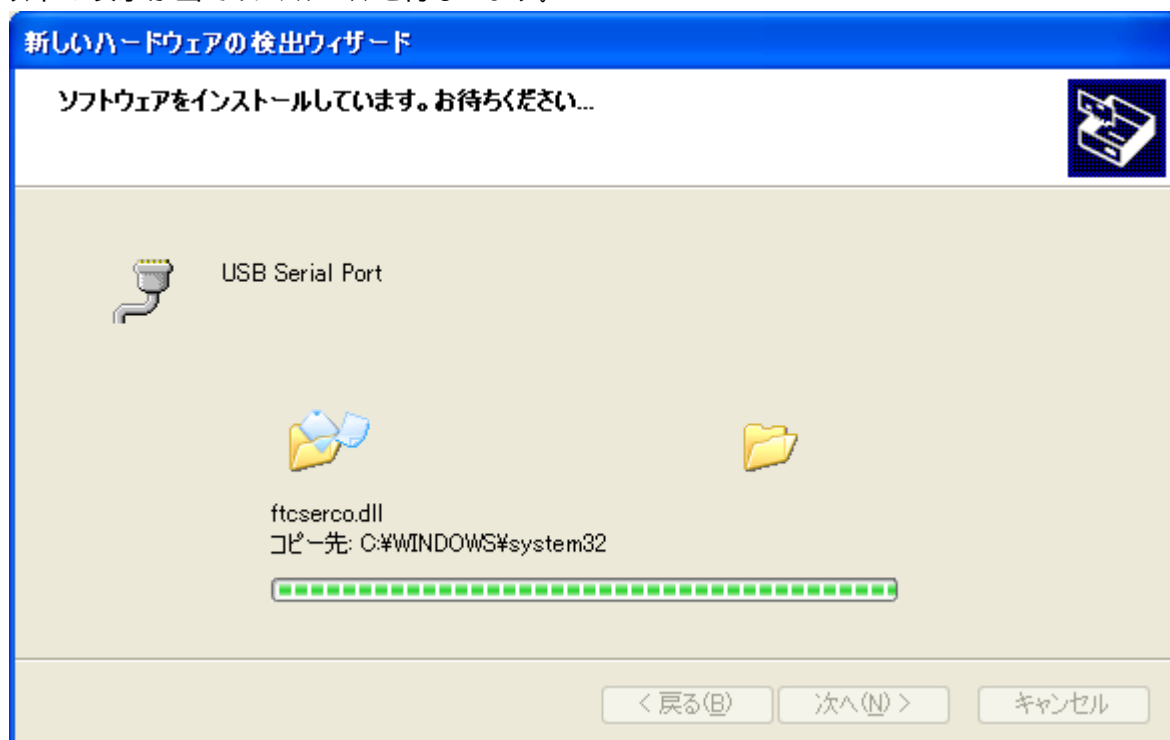 新しいハードウェアの検出ウィザード
ソフトウェアをインストールしています。お待ちください...
USB Serial Port
ftcserco.dll
コピー先: C:¥WINDOWS¥system32
< 戻る(B) 次へ(N) > キャンセル